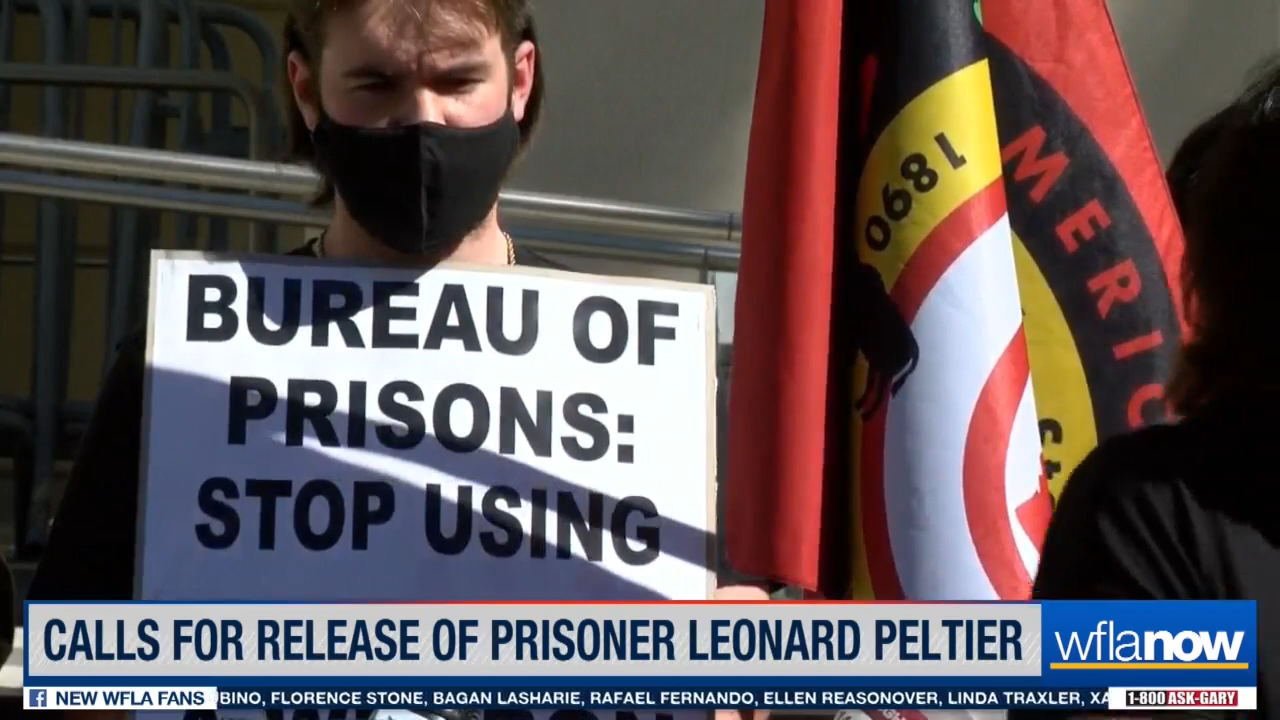 BUREAU OF
PRISONS:
STOP USING
1890
MERIC
CALLS FOR RELEASE OF PRISONER LEONARD PELTIER
wflanow
NEW WFLA FANS
BINO, FLORENCE STONE, BAGAN LASHARIE, RAFAEL FERNANDO, ELLEN REASONOVER, LINDA TRAXLER, XA
1-800 ASK-GARY